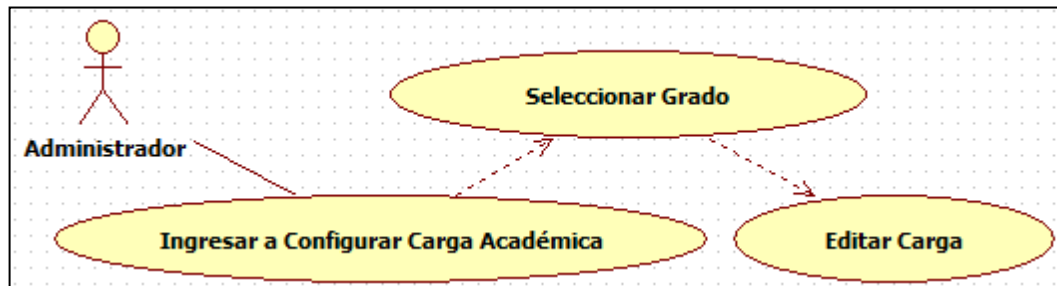 Seleccionar Grado
Administrador
Ingresar a Configurar Carga Académica
Editar Carga